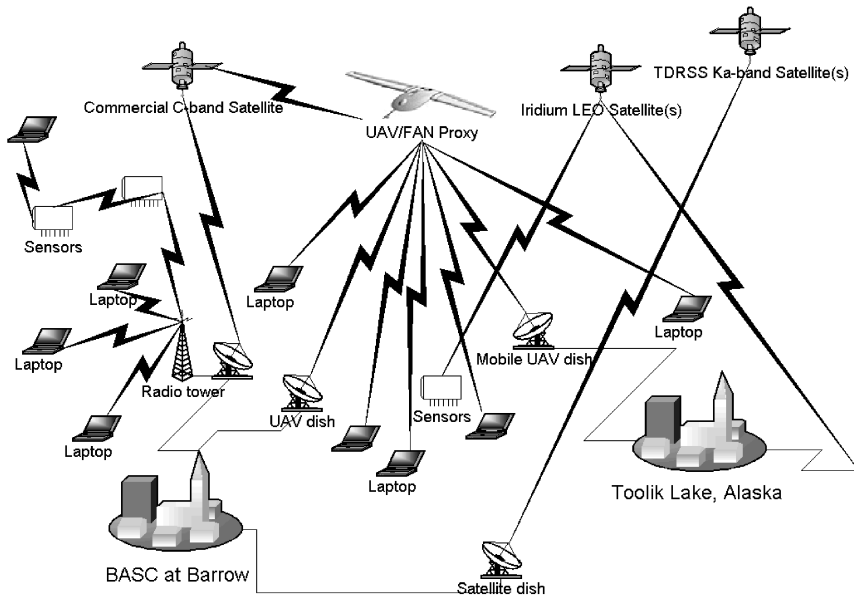 TDRSS Ka-band Satellite(s)
Commercial C-band Satellite
Iridium LEO Satellite(s)
UAV/FAN Proxy
Sensors
Laptop
Laptop
Laptop
Laptop
Mobile UAV dish
Laptop
Radio tower
Sensors
UAV dish
Laptop
Laptop
Toolik Lake, Alaska
BASC at Barrow
Satellite dish